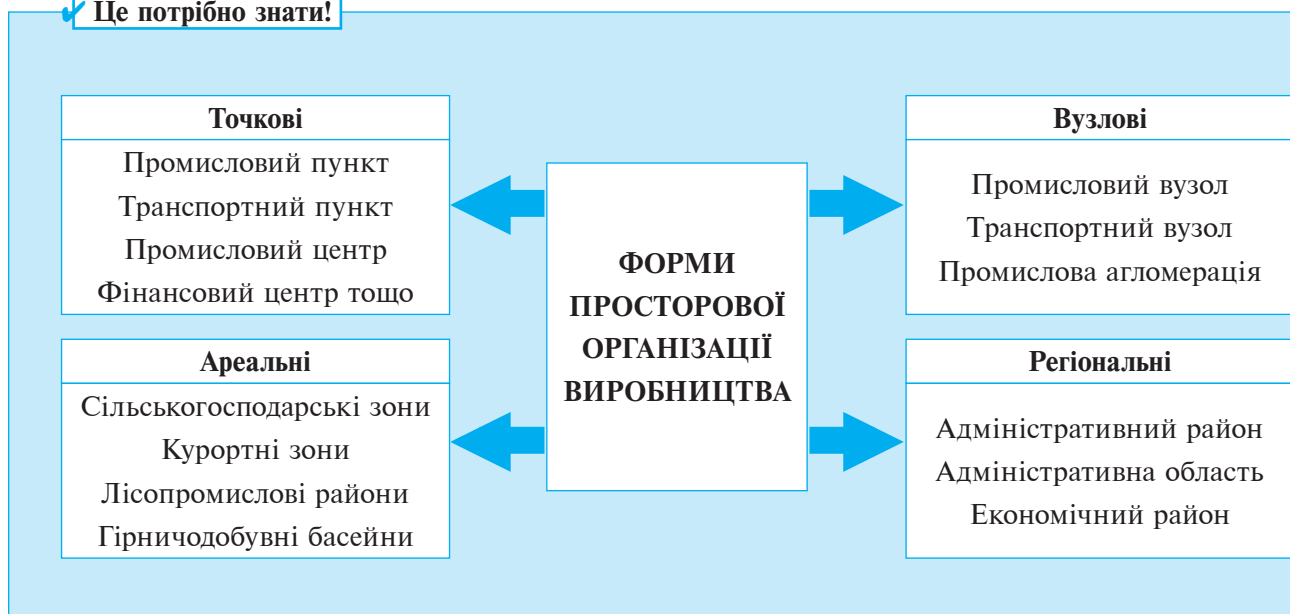 Це потрібно знати!
Точкові
Промисловий пункт
Транспортний пункт
Промисловий центр
Фінансовий центр тощо
Вузлові
Промисловий вузол
Транспортний вузол
Промислова агломерація
ФОРМИ
ПРОСТОРОВОЇ
ОРГАНІЗАЦІЇ
ВИРОБНИЦТВА
Ареальні
Сільськогосподарські зони
Курортні зони
Лісопромислові райони
Гірничодобувні басейни
Регіональні
Адміністративний район
Адміністративна область
Економічний район